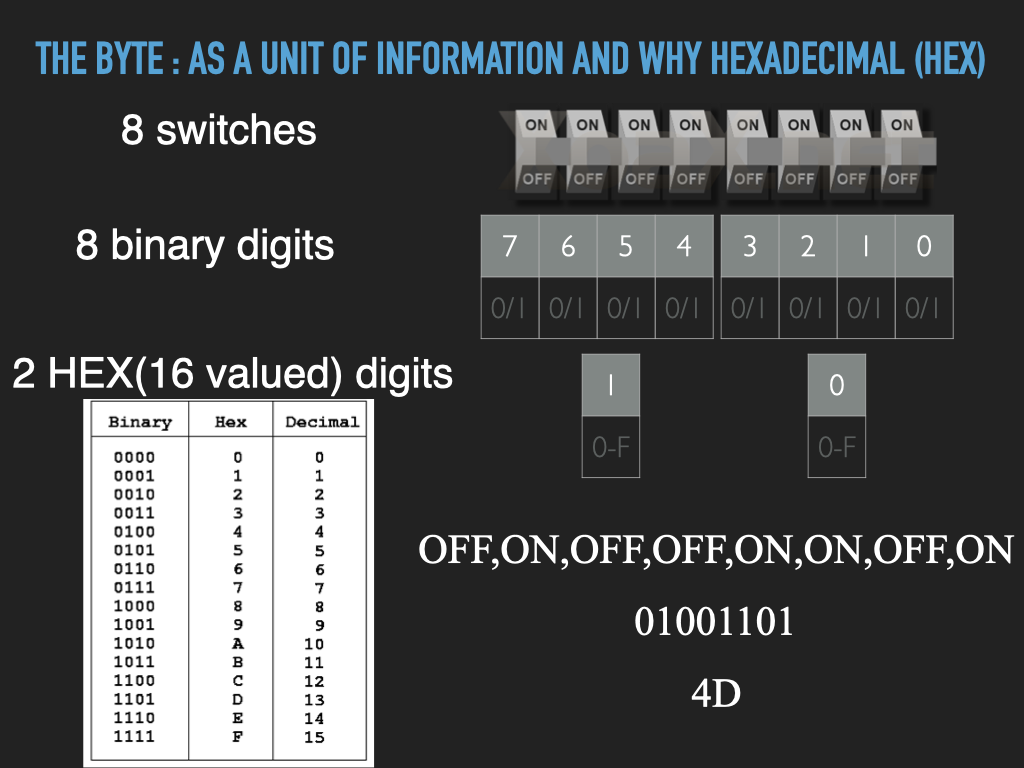 THE BYTE : AS A UNIT OF INFORMATION AND WHY HEXADECIMAL (HEX)
8 switches
ON ON ON ON ON ON ON ON
OFF OFF OFF OFF OFF OFF OFF OFF
8 binary digits
7 6 5 4 3 2 1 0
0/1 0/1 0/1 0/1 0/1 0/1 0/1 0/1
2 HEX(16 valued) digits
1 0
0-F 0-F
Binary Hex Decimal
0000 0 0
0001 1 1
0010 2 2
0011 3 3
0100 4 4
0101 5 5
0110 6 6
0111 7 7
1000 8 8
1001 9 9
1010 A 10
1011 B 11
1100 C 12
1101 D 13
1110 E 14
1111 F 15
OFF,ON,OFF,OFF,ON,ON,OFF,ON
01001101
4D